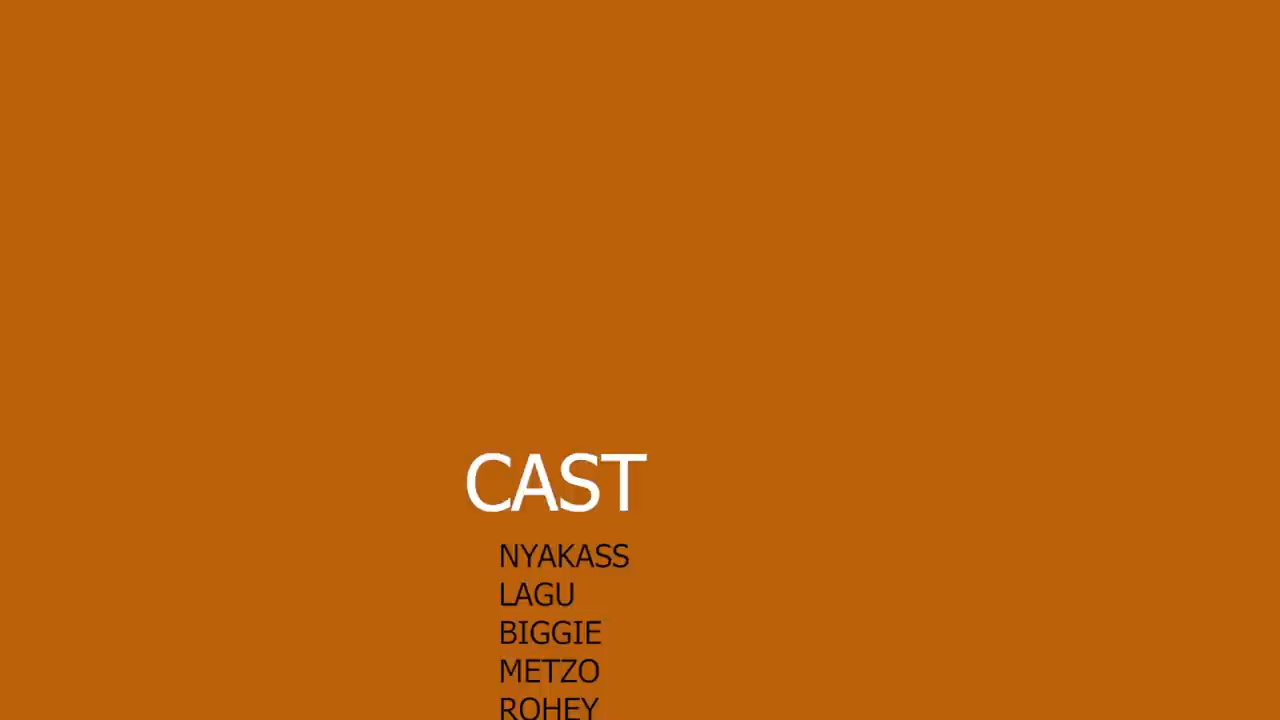 CAST
NYAKASS
LAGU
BIGGIE
METZO
ROHEY